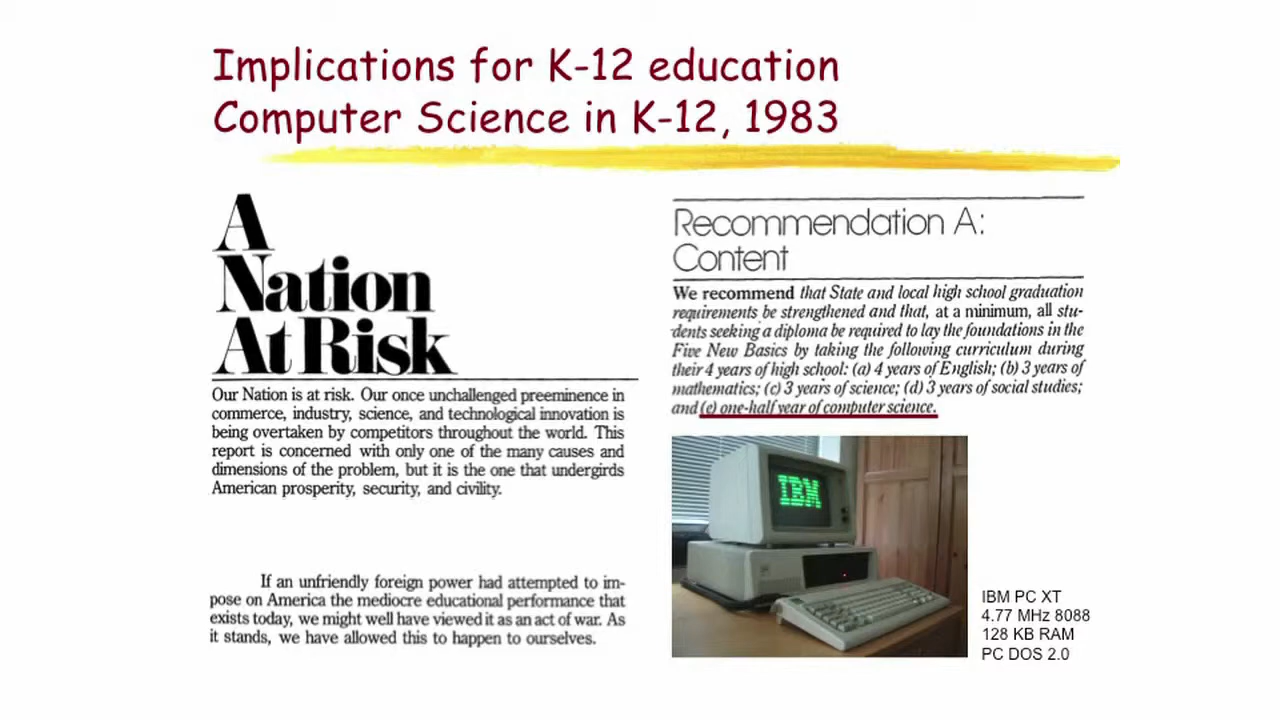 Implications for K-12 education
Computer Science in K-12, 1983
A
Nation
At Risk
Our Nation is at risk. Our once unchallenged preeminence in
commerce, industry, science, and technological innovation is
being overtaken by competitors throughout the world. This
report is concerned with only one of the many causes and
dimensions of the problem, but it is the one that undergirds
American prosperity, security, and civility.
If an unfriendly foreign power had attempted to im-
pose on America the mediocre educational performance that
exists today, we might well have viewed it as an act of war. As
it stands, we have allowed this to happen to ourselves.
Recommendation A:
Content
We recommend that State and local high school graduation
requirements be strengthened and that, at a minimum, all stu-
dents seeking a diploma be required to lay the foundations in the
Five New Basics by taking the following curriculum during
their 4 years of high school: (a) 4 years of English; (b) 3 years of
mathematics; (c) 3 years of science; (d) 3 years of social studies;
and (e) one-half year of computer science.
IBM
IBM PC XT
4.77 MHz 8088
128 KB RAM
PC DOS 2.0